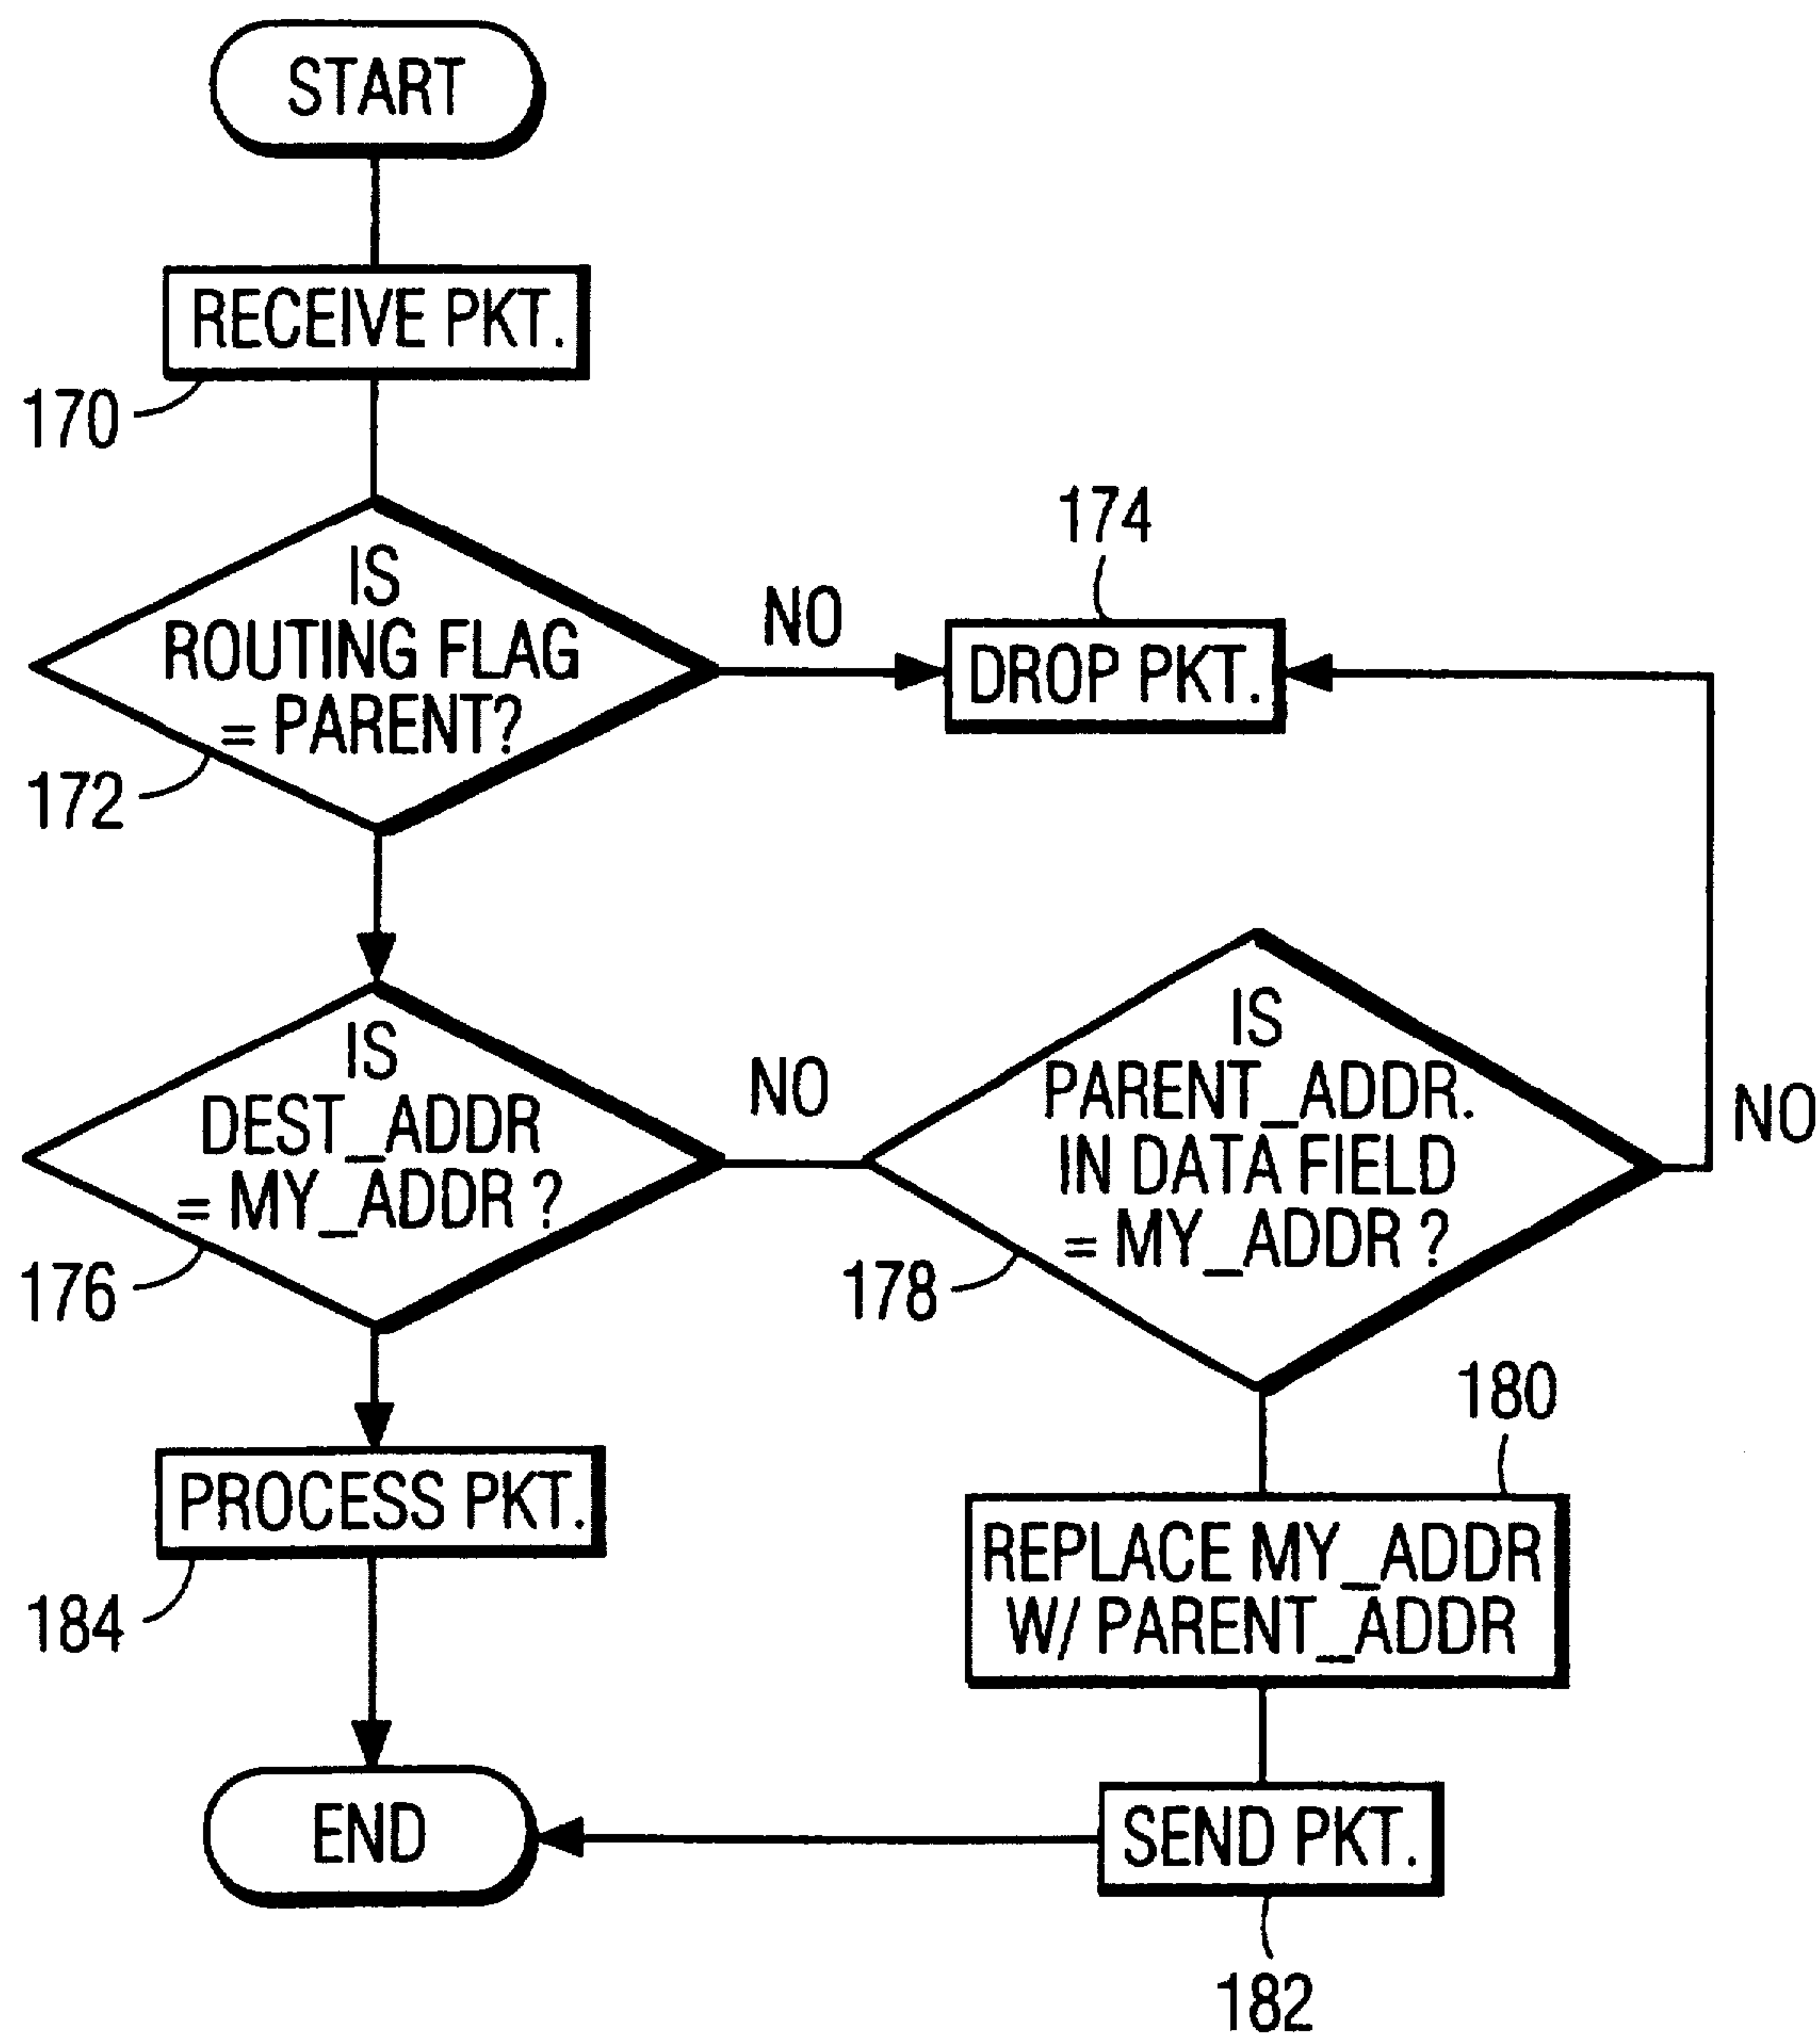 START
RECEIVE PKT.
170
IS
ROUTING FLAG
= PARENT?
172
NO
174
DROP PKT.
IS
DEST_ADDR
= MY_ADDR ?
176
NO
IS
PARENT_ADDR.
IN DATA FIELD
= MY_ADDR ?
178
NO
180
REPLACE MY_ADDR
W/ PARENT_ADDR
PROCESS PKT.
184
END
SEND PKT.
182